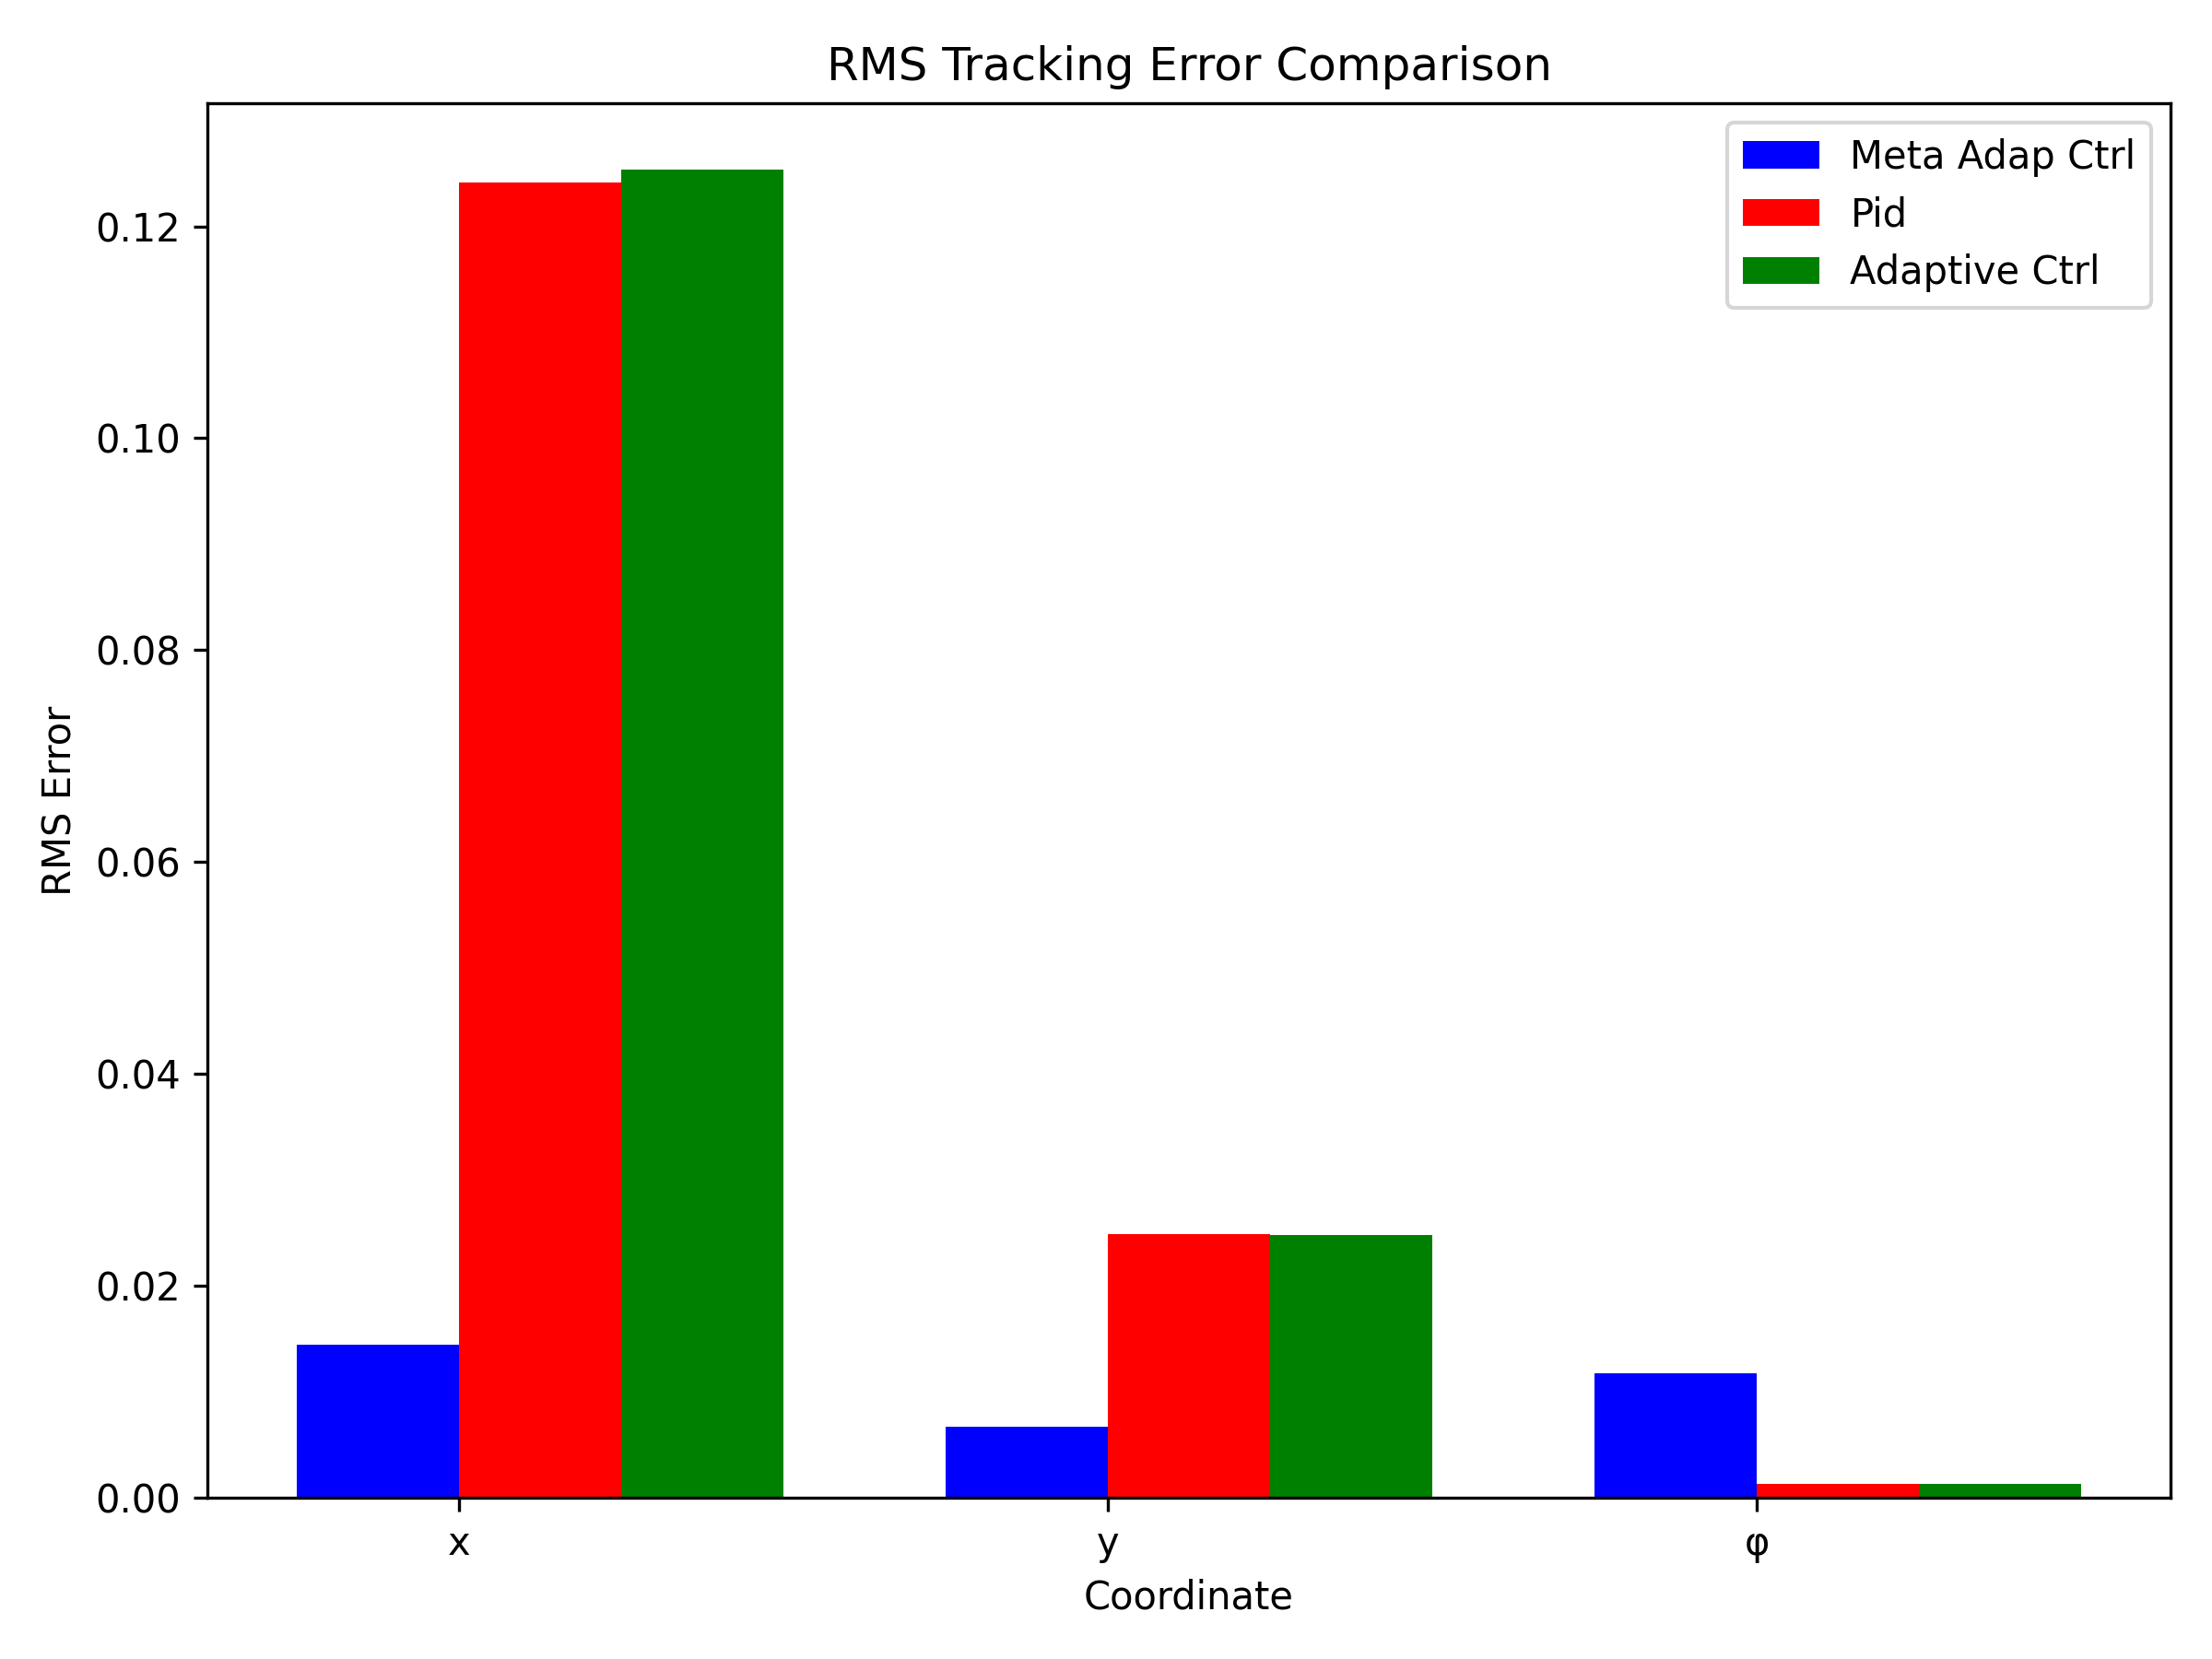 RMS Tracking Error Comparison
Meta Adap Ctrl
Pid
Adaptive Ctrl
0.12
0.10
0.08
0.06
0.04
0.02
0.00
RMS Error
x
y
φ
Coordinate